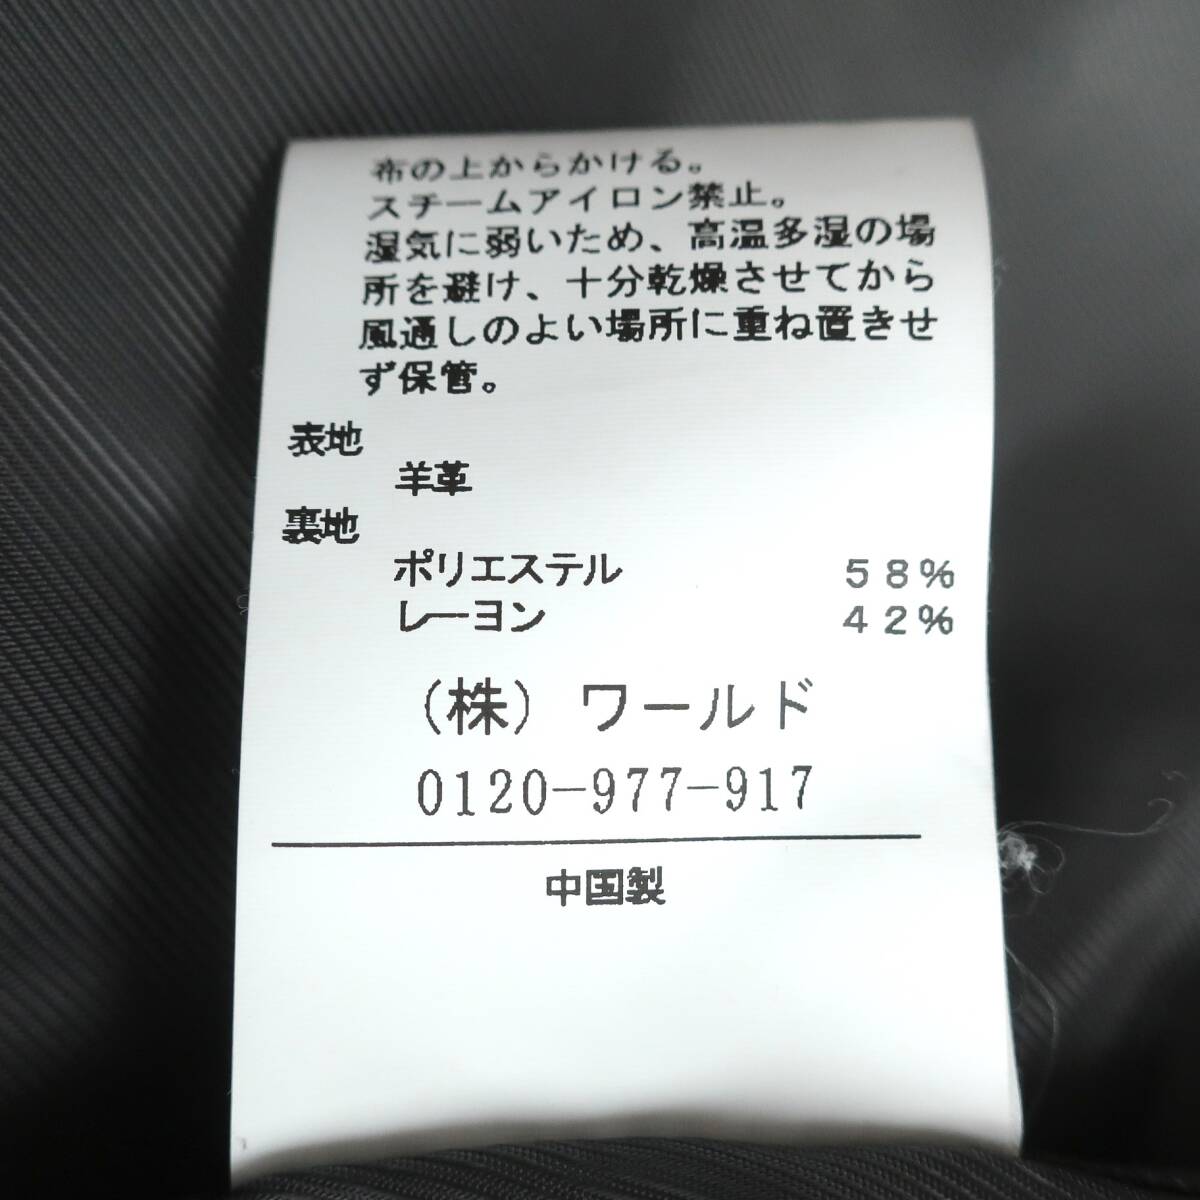 布の上からかける。
スチームアイロン禁止。
湿気に弱いため、高温多湿の場
所を避け、十分乾燥させてから
風通しのよい場所に重ね置きせ
ず保管。
表地
羊革
裏地
ポリエステル 58%
レーヨン 42%
(株) ワールド
0120-977-917
中国製